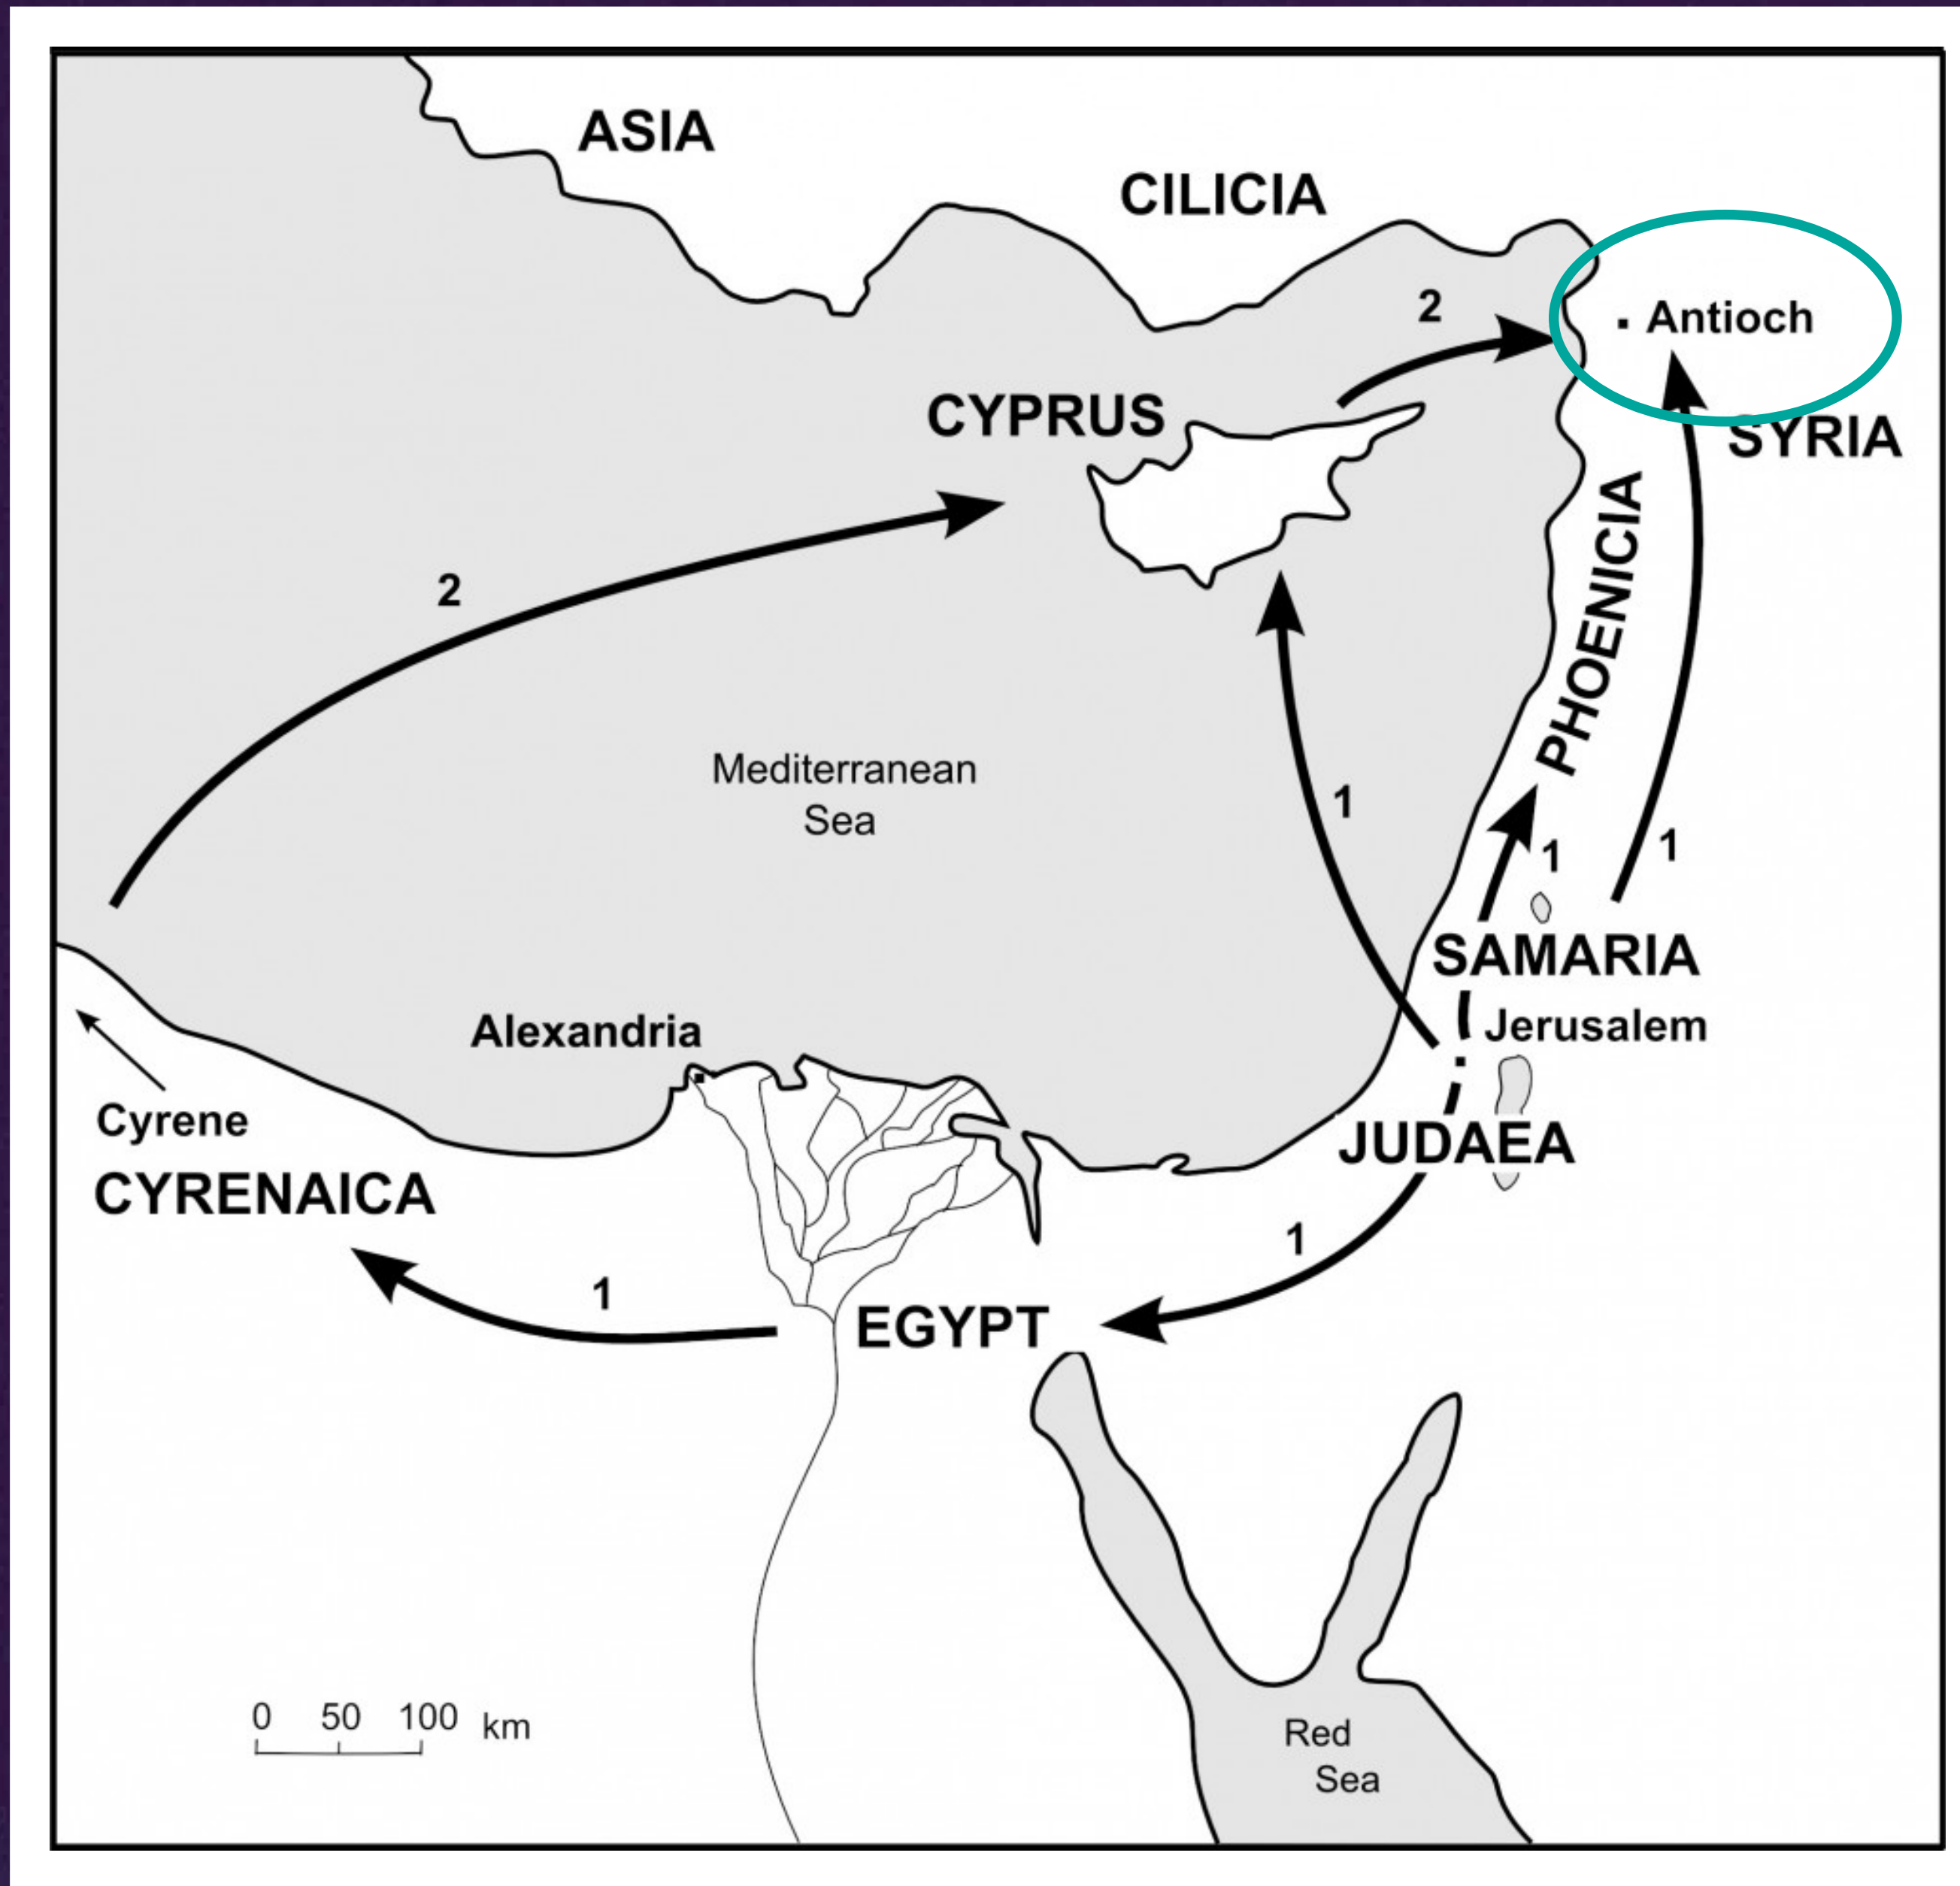 ASIA
CILICIA
2
Antioch
CYPRUS
SYRIA
PHOENICIA
2
Mediterranean
Sea
1
1
1
SAMARIA
Alexandria
Jerusalem
Cyrene
JUDAEA
CYRENAICA
1
1
EGYPT
0 50 100 km
Red
Sea